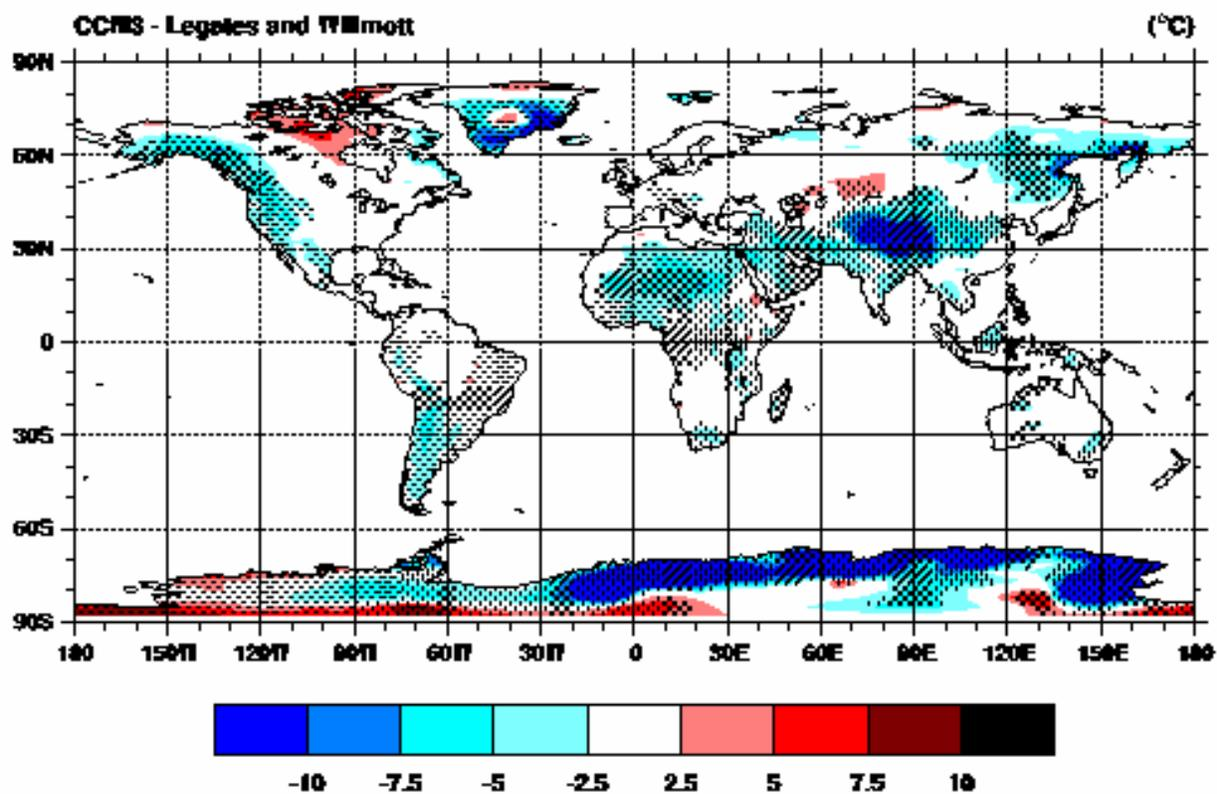 CCM3 - Legates and Willmott (°C)
90N
60N
30N
0
30S
60S
90S
180 150W 120W 90W 60W 30W 0 30E 60E 90E 120E 150E 180
-10 -7.5 -5 -2.5 2.5 5 7.5 10